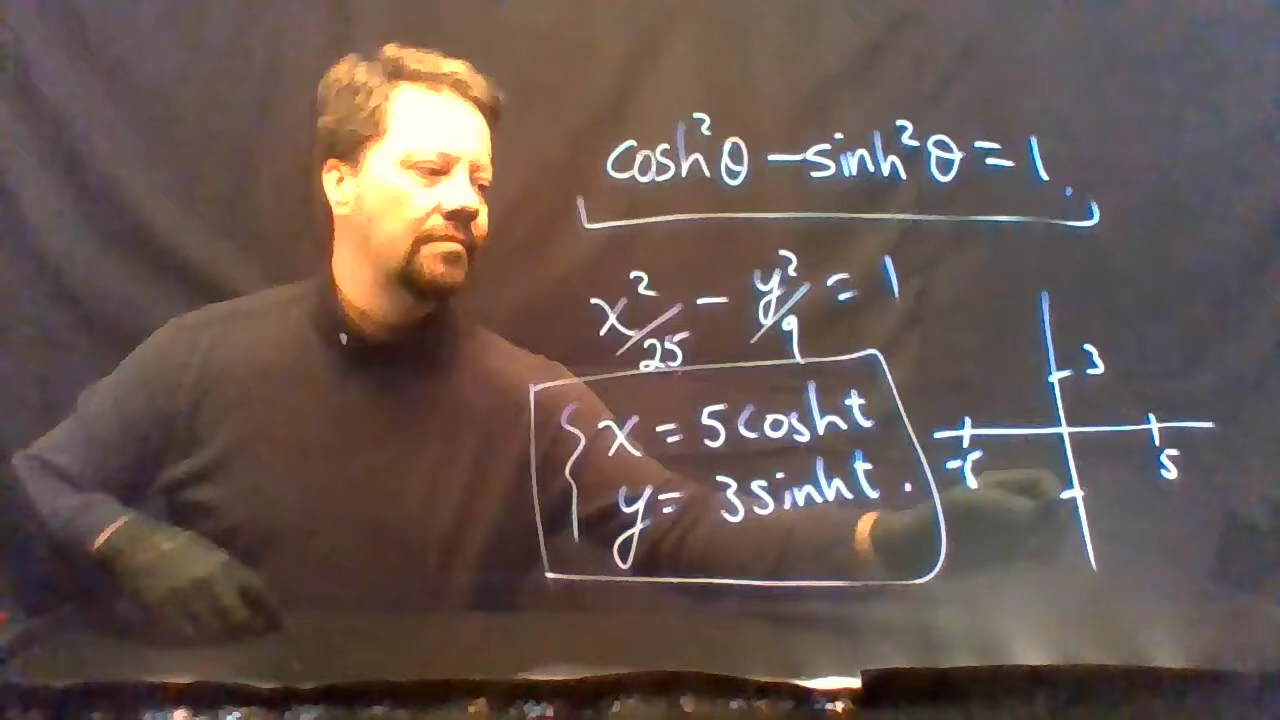 cosh²θ − sinh²θ = 1.
x²/25 − y²/9 = 1
x = 5cosht
y = 3sinht.
3
-5
5